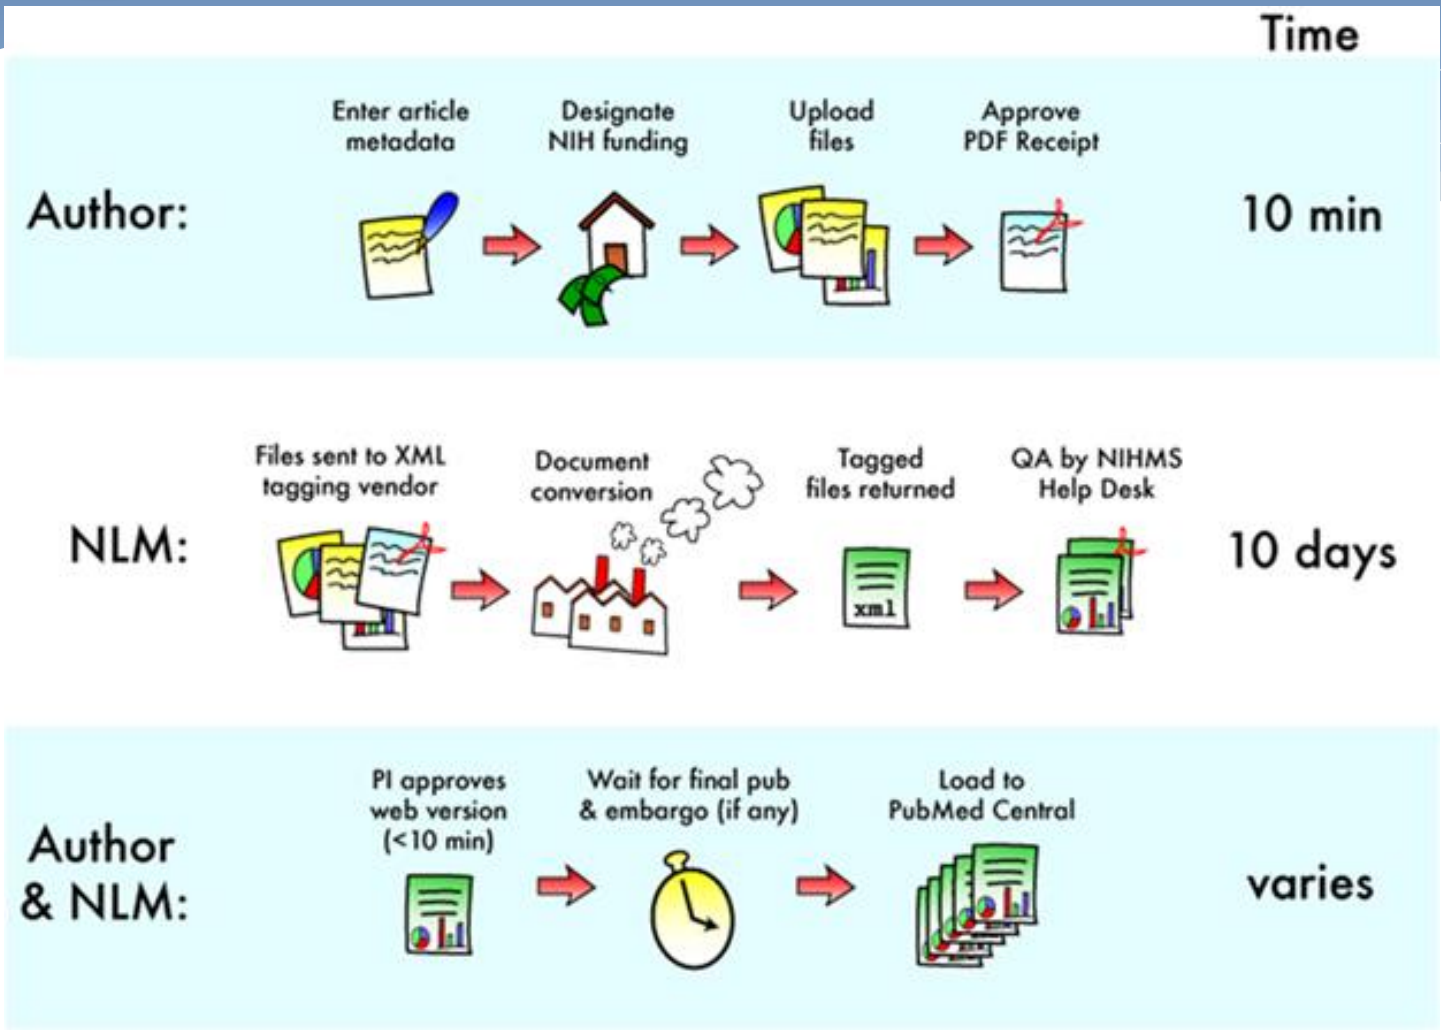 Time
Author:
Enter article
metadata
Designate
NIH funding
Upload
files
Approve
PDF Receipt
10 min
NLM:
Files sent to XML
tagging vendor
Document
conversion
Tagged
files returned
xml
QA by NIHMS
Help Desk
10 days
Author
& NLM:
PI approves
web version
(<10 min)
Wait for final pub
& embargo (if any)
Load to
PubMed Central
varies